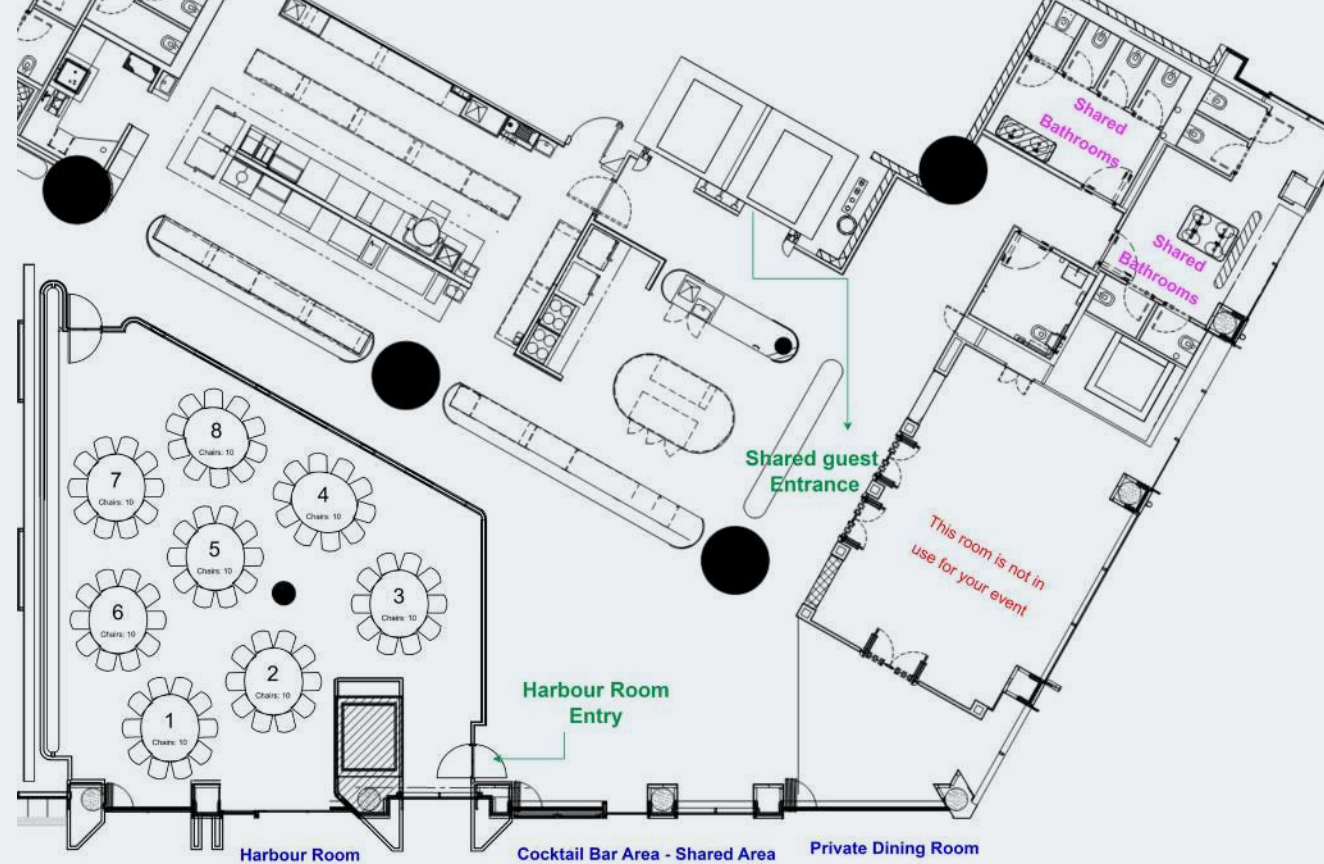 Shared
Bathrooms
Shared
Bathrooms
8
Chairs: 10
7
Chairs: 10
4
Chairs: 10
5
Chairs: 10
Shared guest
Entrance
This room is not in
use for your event
6
Chairs: 10
3
Chairs: 10
2
Chairs: 10
Harbour Room
Entry
1
Chairs: 10
Harbour Room
Cocktail Bar Area - Shared Area
Private Dining Room